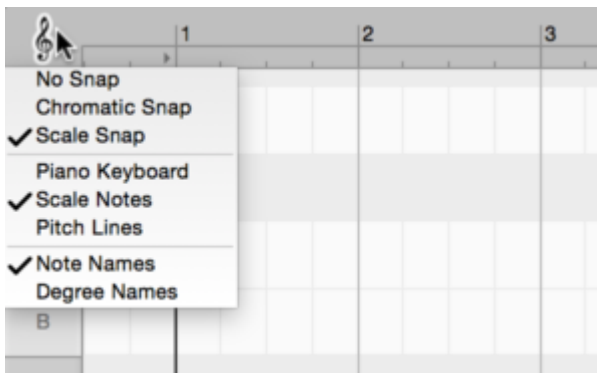 1 2 3
No Snap
Chromatic Snap
Scale Snap
Piano Keyboard
Scale Notes
Pitch Lines
Note Names
Degree Names
B